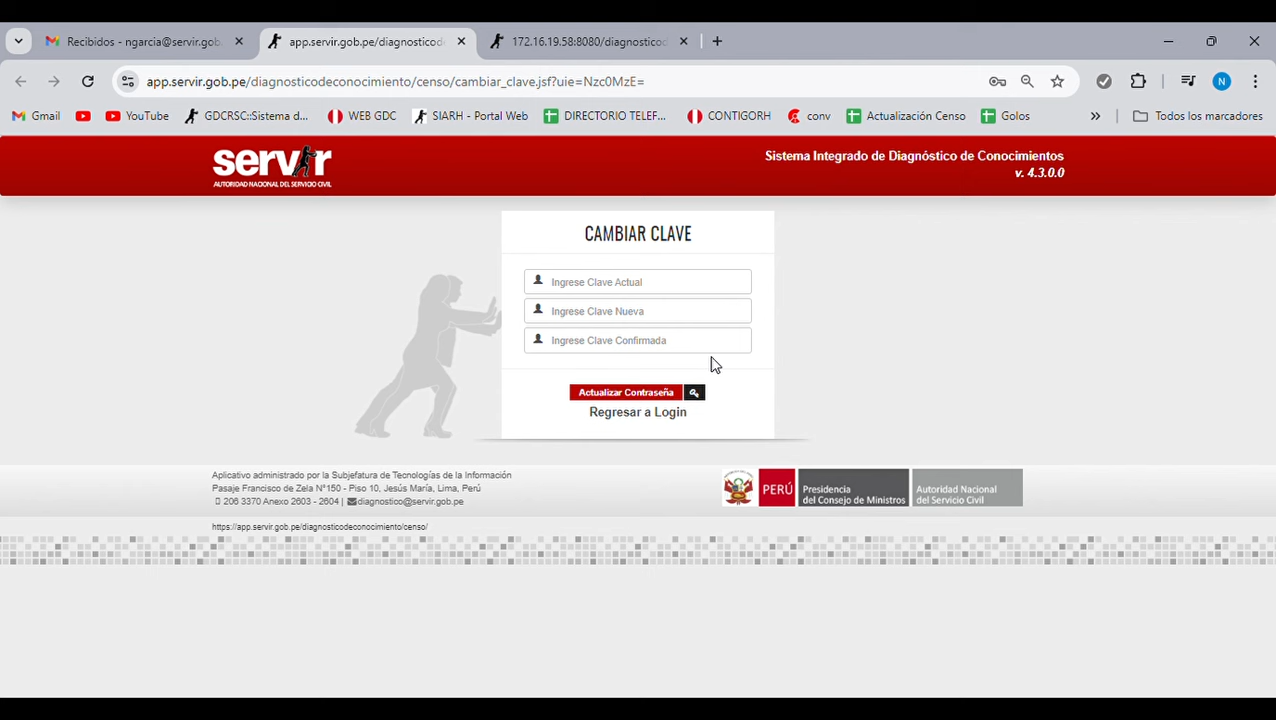 Recibidos - ngarcia@servir.gob.
app.servir.gob.pe/diagnosticode
172.16.19.58:8080/diagnosticod
app.servir.gob.pe/diagnosticodeconocimiento/censo/cambiar_clave.jsf?uie=Nzc0MzE=
N
Gmail
YouTube
GDCRSC::Sistema d...
WEB GDC
SIARH - Portal Web
DIRECTORIO TELEF...
CONTIGORH
conv
Actualización Censo
Golos
»
Todos los marcadores
servir
AUTORIDAD NACIONAL DEL SERVICIO CIVIL
Sistema Integrado de Diagnóstico de Conocimientos
v. 4.3.0.0
CAMBIAR CLAVE
Ingrese Clave Actual
Ingrese Clave Nueva
Ingrese Clave Confirmada
Actualizar Contraseña
Regresar a Login
Aplicativo administrado por la Subjefatura de Tecnologías de la Información
Pasaje Francisco de Zela N°150 - Piso 10, Jesús María, Lima, Perú
206 3370 Anexo 2603 - 2604 | diagnostico@servir.gob.pe
PERÚ
Presidencia
del Consejo de Ministros
Autoridad Nacional
del Servicio Civil
https://app.servir.gob.pe/diagnosticodeconocimiento/censo/